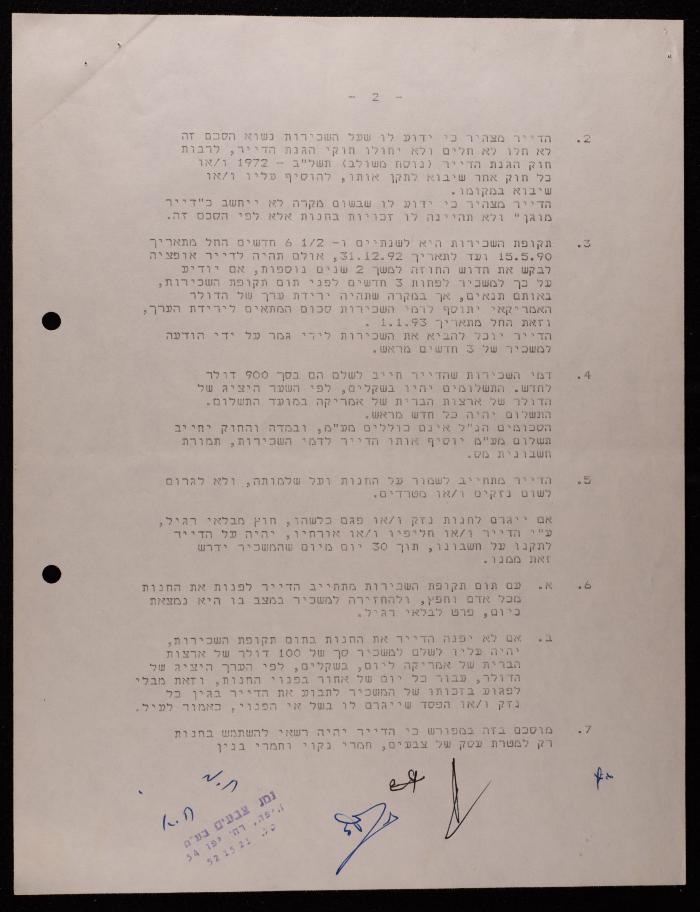 - 2 -
2. הדייר מצהיר כי ידוע לו שעל השכירות נשוא הסכם זה
לא חלו לא חלים ולא יחולו חוקי הגנת הדייר, לרבות
חוק הגנת הדייר (נוסח משולב) תשל"ב - 1972 ו/או
כל חוק אחר שיבוא לתקן אותו, להוסיף עליו ו/או
שיבוא במקומו.
הדייר מצהיר כי ידוע לו שבשום מקרה לא ייחשב כ"דייר
מוגן" ולא תהיינה לו זכויות בחנות אלא לפי הסכם זה.
3. תקופת השכירות היא לשנתיים ו- 6 1/2 חדשים החל מתאריך
15.5.90 ועד לתאריך 31.12.92, אולם תהיה לדייר אופציה
לבקש את חדוש החוזה למשך 2 שנים נוספות, אם יודיע
על כך למשכיר לפחות 3 חדשים לפני תום תקופת השכירות,
באותם תנאים, אך במקרה שתהיה ירידת ערך של הדולר
האמריקאי יתוסף לדמי השכירות סכום המתאים לירידת הערך,
וזאת החל מתאריך 1.1.93 .
הדייר יוכל להביא את השכירות לידי גמר על ידי הודעה
למשכיר של 3 חדשים מראש.
4. דמי השכירות שהדייר חייב לשלם הם בסך 900 דולר
לחדש. התשלומים יהיו בשקלים, לפי השער היציג של
הדולר של ארצות הברית של אמריקה במועד התשלום.
התשלום יהיה כל חדש מראש.
הסכומים הנ"ל אינם כוללים מע"מ, ובמדה והחוק יחייב
תשלום מע"מ יוסיף אותו הדייר לדמי השכירות, תמורת
חשבונית מס.
5. הדייר מתחייב לשמור על החנות ועל שלמותה, ולא לגרום
לשום נזקים ו/או מטרדים.
אם ייגרם לחנות נזק ו/או פגם כלשהו, חוץ מבלאי רגיל,
ע"י הדייר ו/או חליפיו ו/או אורחיו, יהיה על הדייר
לתקנו על חשבונו, תוך 30 יום מיום שהמשכיר ידרש
זאת ממנו.
6. א. עם תום תקופת השכירות מתחייב הדייר לפנות את החנות
מכל אדם וחפץ, ולהחזירה למשכיר במצב בו היא נמצאת
כיום, פרט לבלאי רגיל.
ב. אם לא יפנה הדייר את החנות בתום תקופת השכירות,
יהיה עליו לשלם למשכיר סך של 100 דולר של ארצות
הברית של אמריקה ליום, בשקלים, לפי הערך היציג של
הדולר, עבור כל יום של אחור בפנוי החנות, וזאת מבלי
לפגוע בזכותו של המשכיר לתבוע את הדייר בגין כל
נזק ו/או הפסד שייגרם לו בשל אי הפנוי, כאמור לעיל.
7. מוסכם בזה במפורש כי הדייר יהיה רשאי להשתמש בחנות
רק למטרת עסק של צבעים, חמרי נקוי וחמרי בנין
צבעים בע"מ
חיפה, רח' יפו 54
טל. 521521